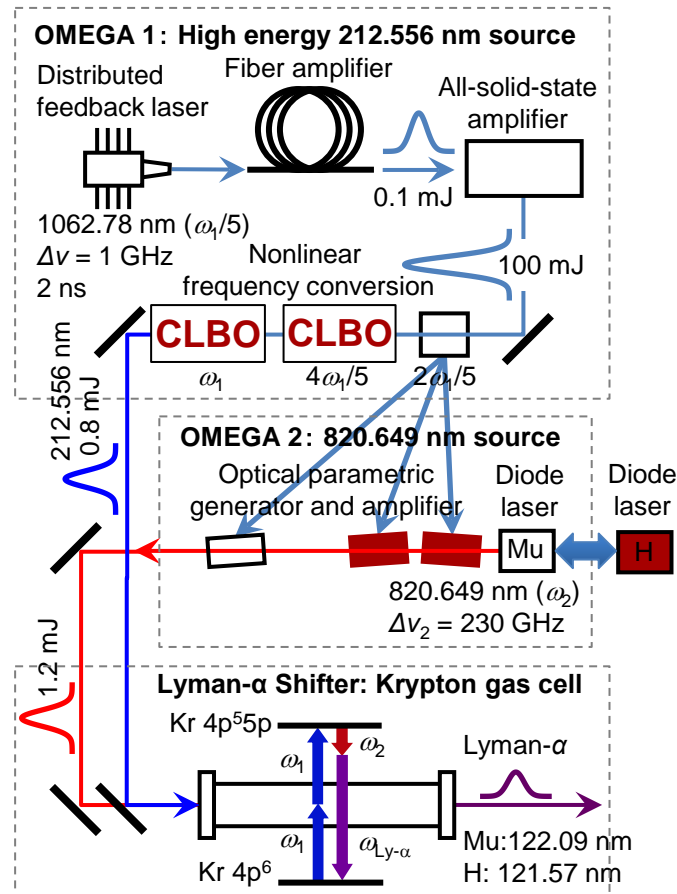 OMEGA 1: High energy 212.556 nm source
Distributed
feedback laser
Fiber amplifier
All-solid-state
amplifier
0.1 mJ
1062.78 nm (ω1/5)
Δν = 1 GHz
2 ns
100 mJ
Nonlinear
frequency conversion
CLBO
CLBO
ω1
4ω1/5
2ω1/5
212.556 nm
0.8 mJ
OMEGA 2: 820.649 nm source
Optical parametric
generator and amplifier
Diode
laser
Diode
laser
Mu
H
820.649 nm (ω2)
Δν2 = 230 GHz
1.2 mJ
Lyman-α Shifter: Krypton gas cell
Kr 4p⁵5p
ω1
ω2
Lyman-α
ω1
ωLy-α
Kr 4p⁶
Mu:122.09 nm
H: 121.57 nm